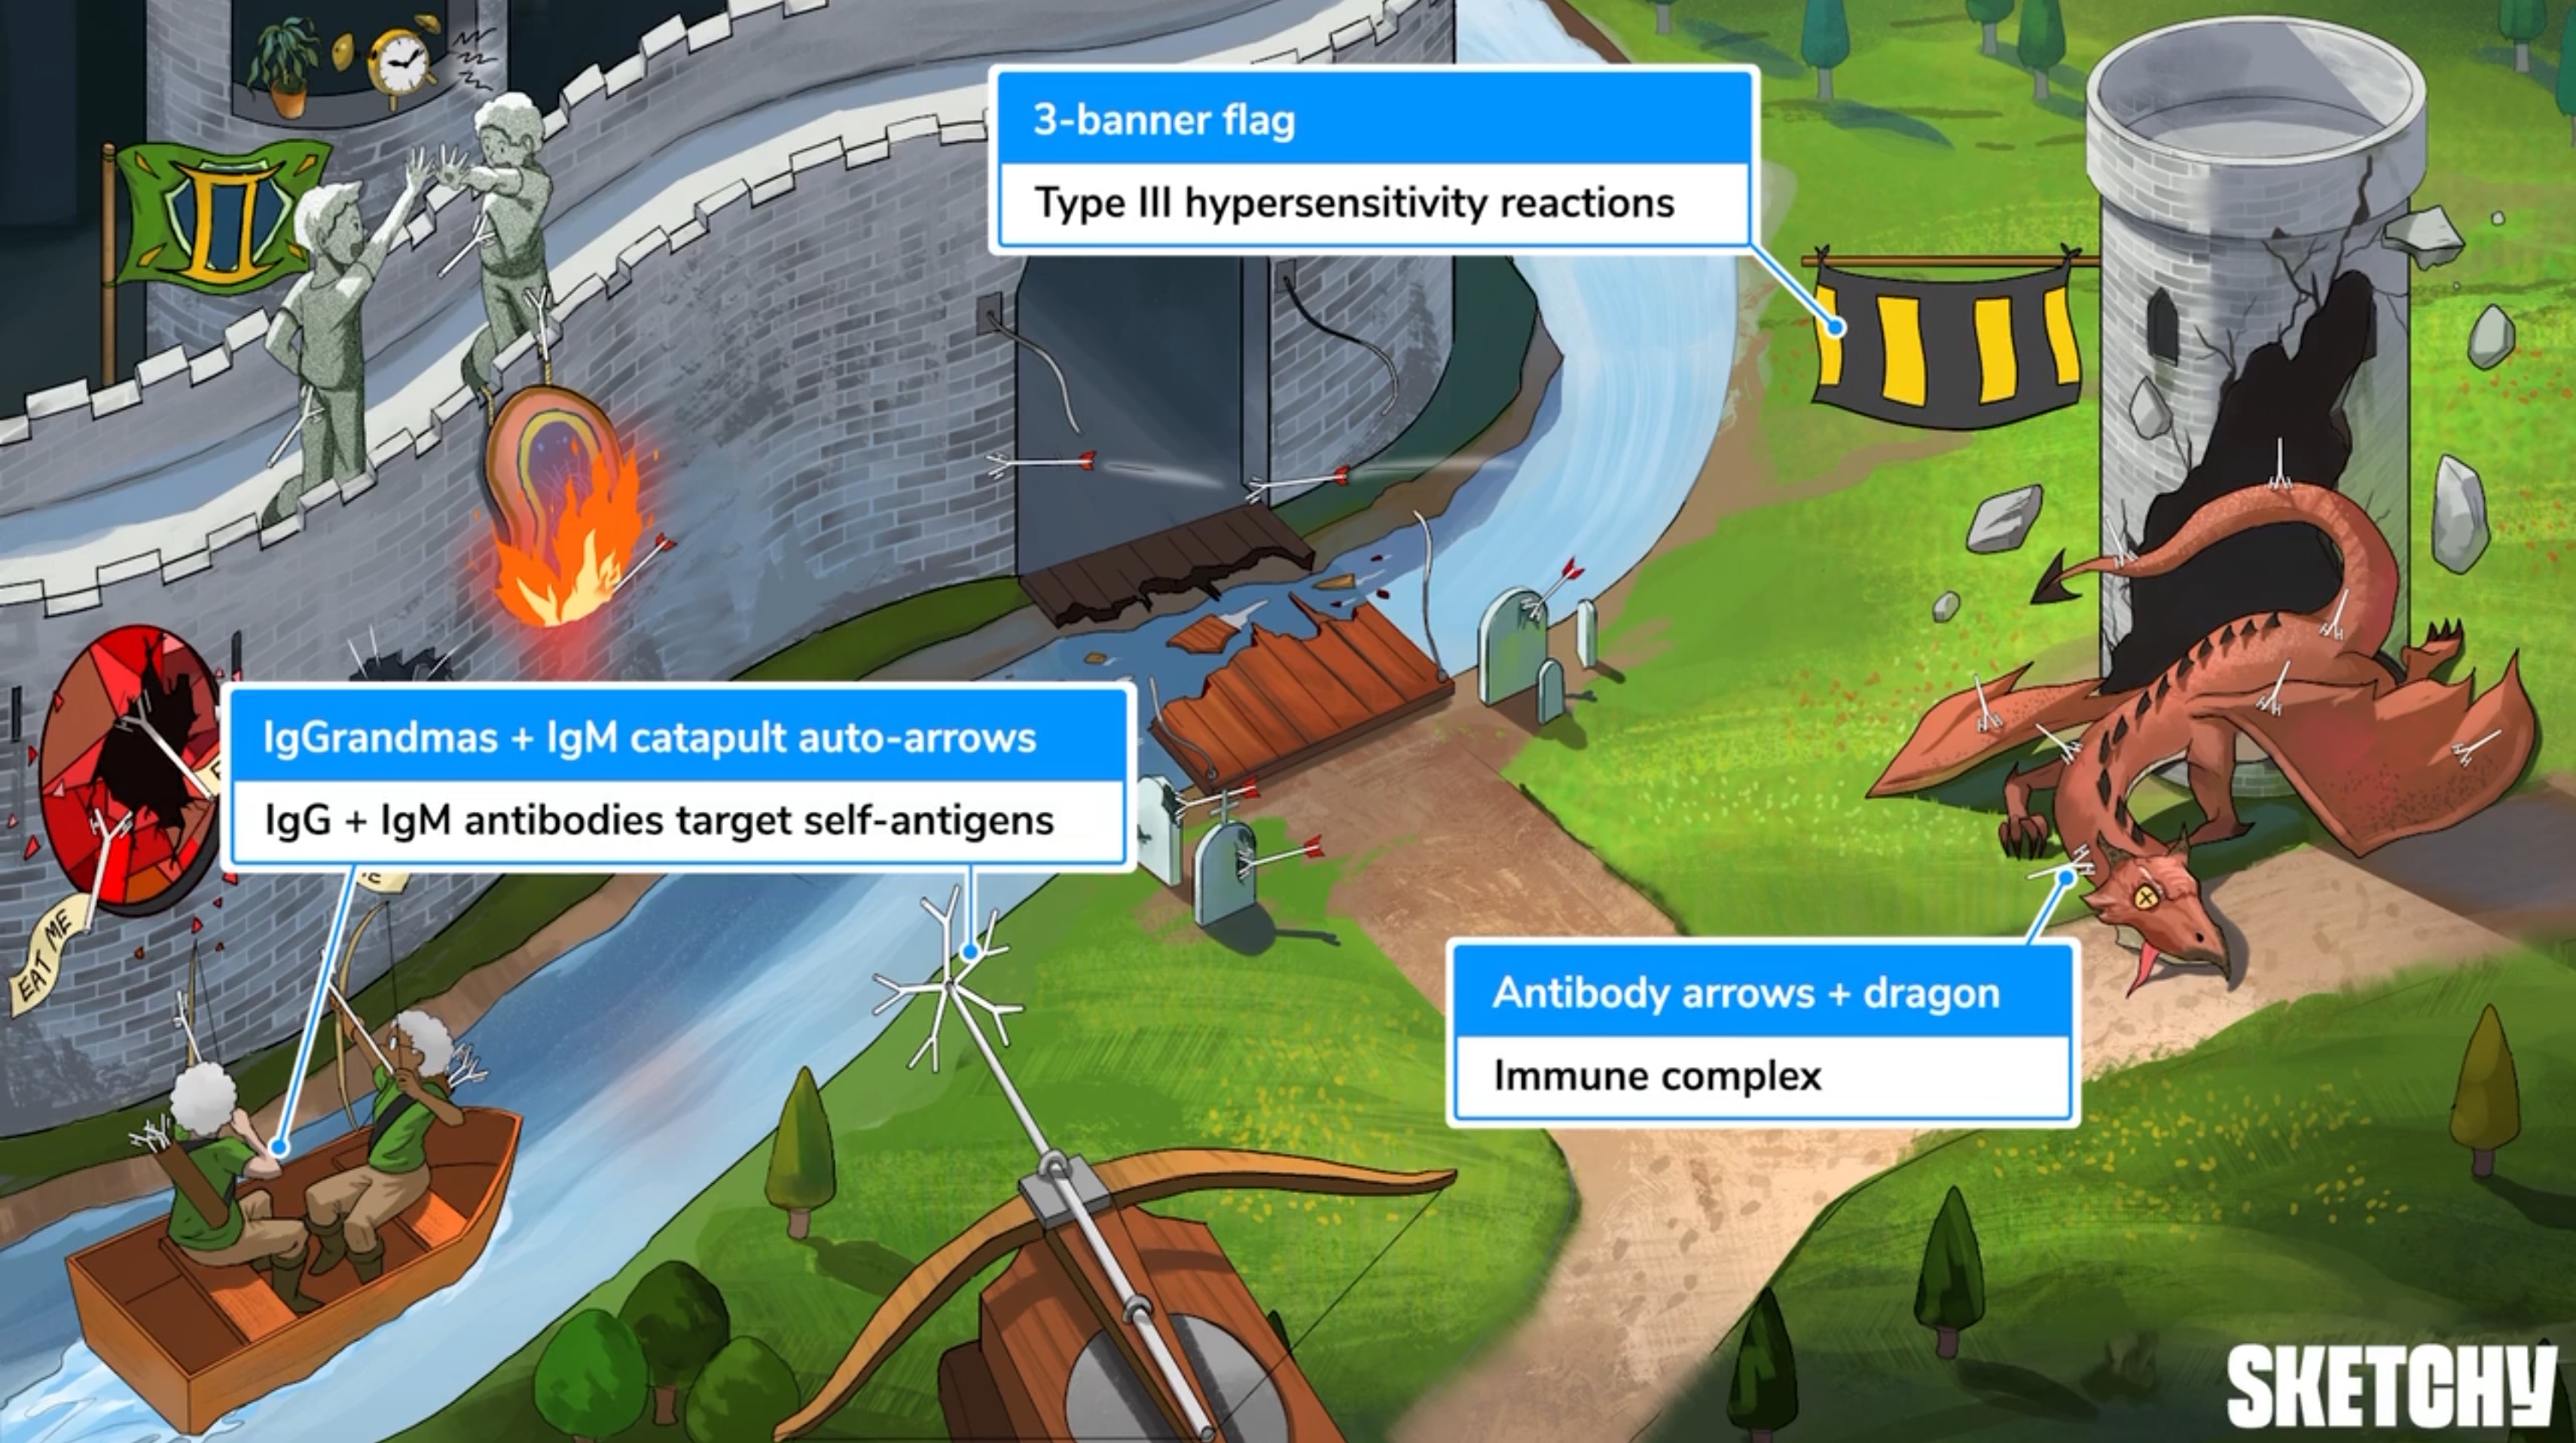 3-banner flag
Type III hypersensitivity reactions
IgGrandmas + IgM catapult auto-arrows
IgG + IgM antibodies target self-antigens
EAT ME
Antibody arrows + dragon
Immune complex
SKETCHY